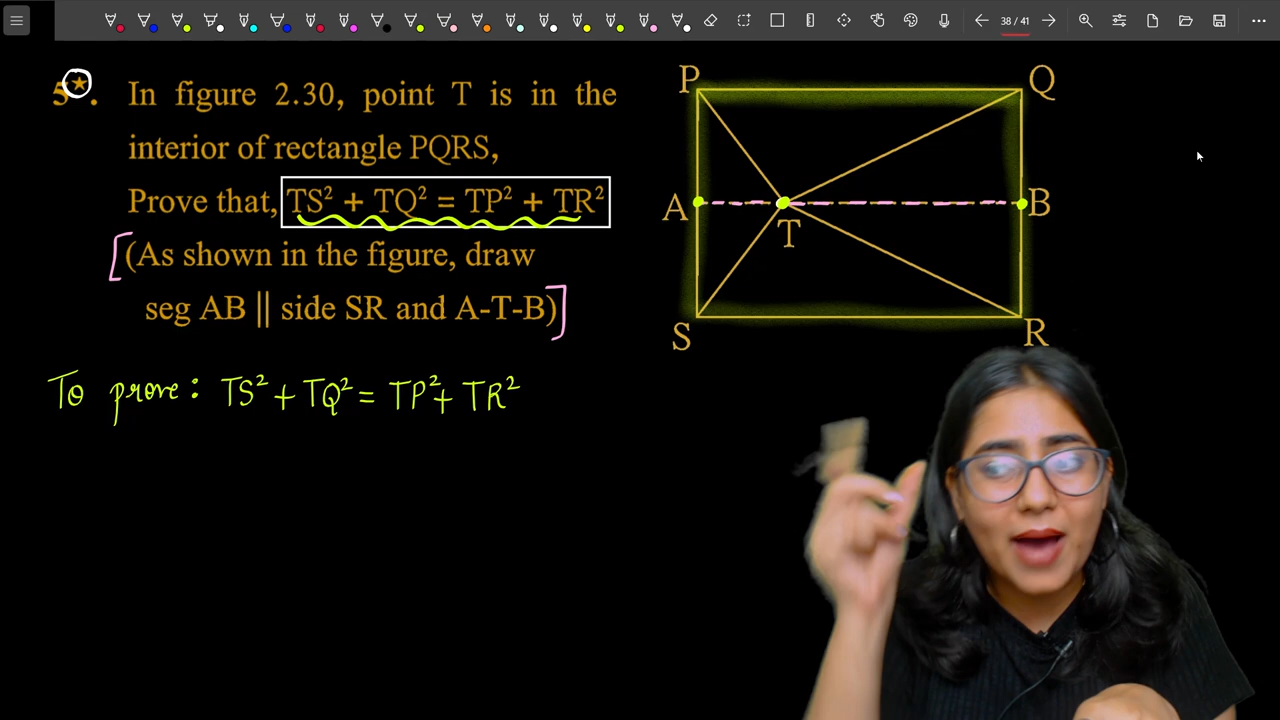 38 / 41
5★. In figure 2.30, point T is in the
interior of rectangle PQRS,
Prove that, TS² + TQ² = TP² + TR²
(As shown in the figure, draw
seg AB || side SR and A-T-B)
To prove: TS² + TQ² = TP² + TR²
P Q
A T B
S R